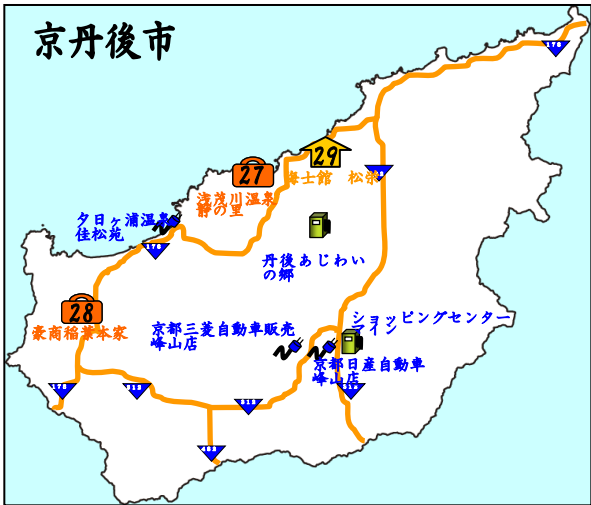 京丹後市
178
29
海士館 松栄
27
浅茂川温泉
静の里
夕日ヶ浦温泉
佳松苑
178
丹後あじわい
の郷
28
豪商稲葉本家
京都三菱自動車販売
峰山店
ショッピングセンター
マイン
京都日産自動車
峰山店
178
312